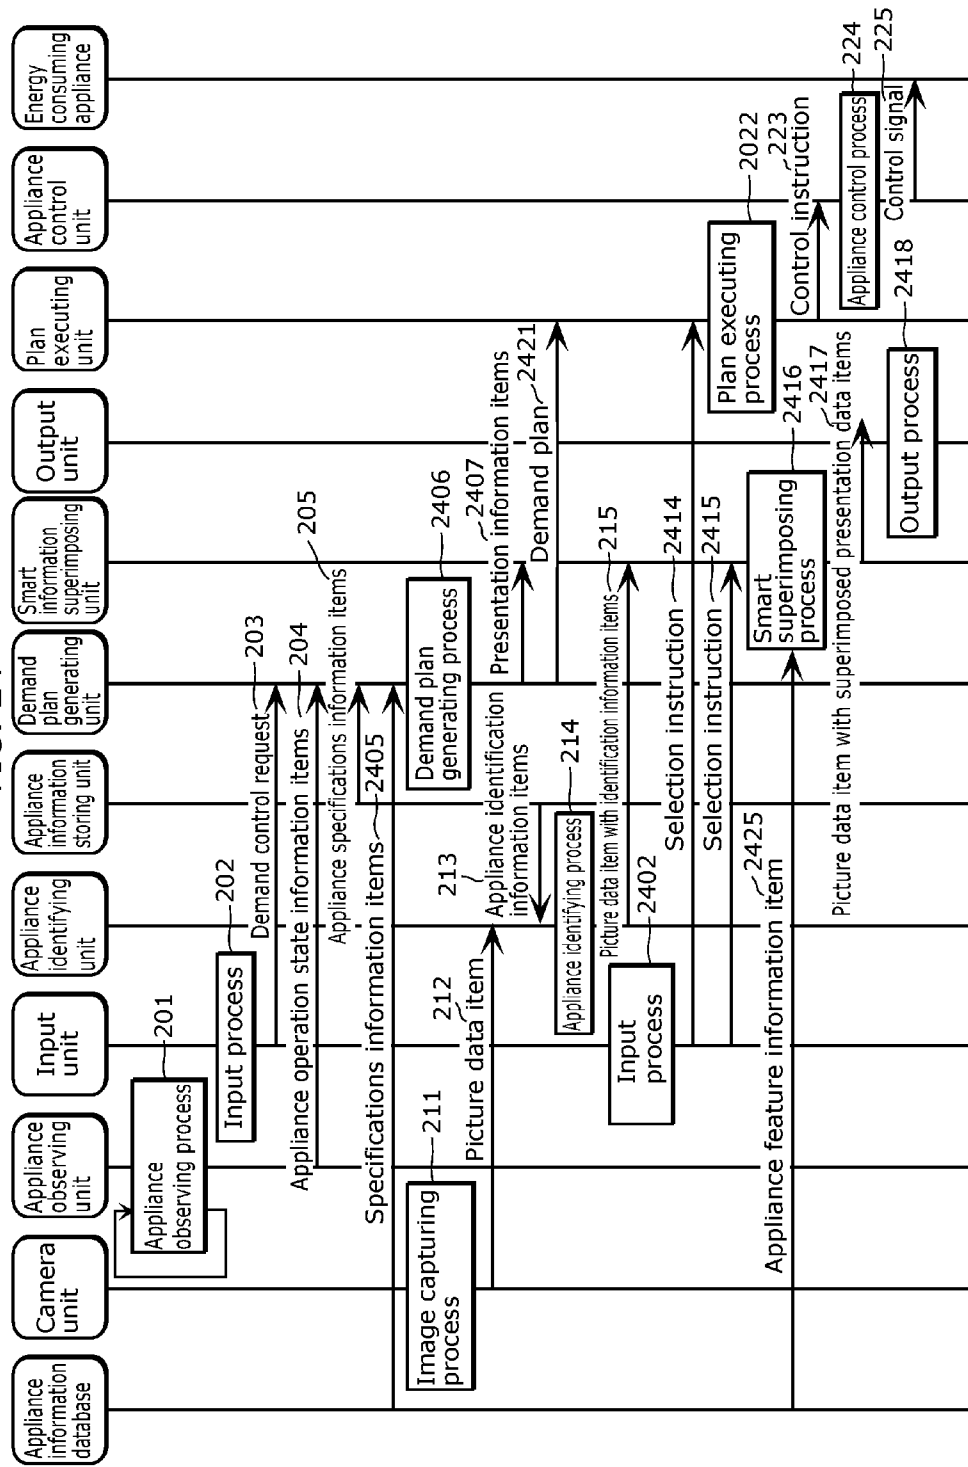 Appliance
information
database
Camera
unit
Appliance
observing
unit
Input
unit
Appliance
identifying
unit
Appliance
information
storing unit
Demand
plan
generating
unit
Smart
information
superimposing
unit
Output
unit
Plan
executing
unit
Appliance
control
unit
Energy
consuming
appliance
Appliance
observing process
201
Input process
202
Demand control request
203
Appliance operation state information items
204
Appliance specifications information items
205
Specifications information items
2405
Image capturing
process
211
Demand plan
generating process
2406
Picture data item
212
Appliance identification
information items
213
Presentation information items
2407
Demand plan
2421
Appliance identifying process
214
Picture data item with identification information items
215
Input
process
2402
Selection instruction
2414
Selection instruction
2415
Plan executing
process
2022
Smart
superimposing
process
2416
Appliance feature information item
2425
Control instruction
223
Appliance control process
224
Picture data item with superimposed presentation data items
2417
Control signal
225
Output process
2418